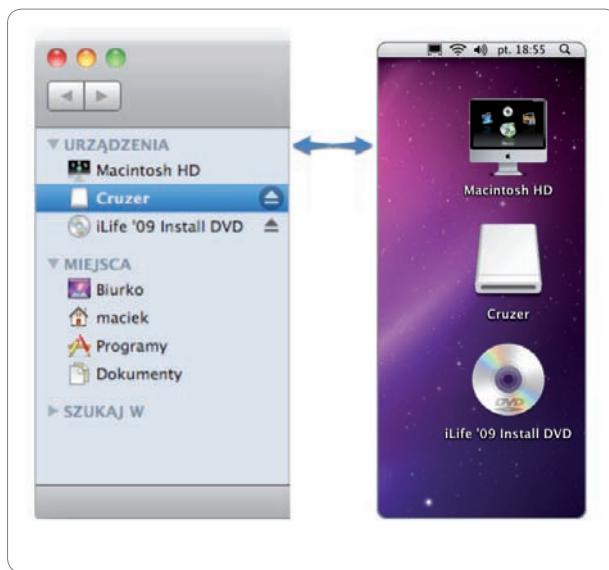 URZĄDZENIA
Macintosh HD
Cruzer
iLife '09 Install DVD
MIEJSCA
Biurko
maciek
Programy
Dokumenty
SZUKAJ W
pt. 18:55
Macintosh HD
Cruzer
DVD
iLife '09 Install DVD